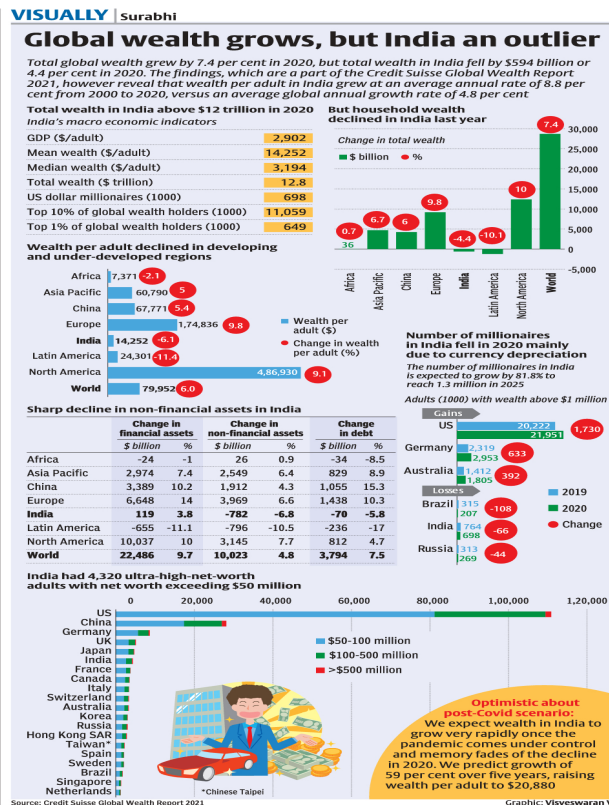 VISUALLY | Surabhi
Global wealth grows, but India an outlier
Total global wealth grew by 7.4 per cent in 2020, but total wealth in India fell by $594 billion or
4.4 per cent in 2020. The findings, which are a part of the Credit Suisse Global Wealth Report
2021, however reveal that wealth per adult in India grew at an average annual rate of 8.8 per
cent from 2000 to 2020, versus an average global annual growth rate of 4.8 per cent
Total wealth in India above $12 trillion in 2020
India's macro economic indicators
GDP ($/adult) 2,902
Mean wealth ($/adult) 14,252
Median wealth ($/adult) 3,194
Total wealth ($ trillion) 12.8
US dollar millionaires (1000) 698
Top 10% of global wealth holders (1000) 11,059
Top 1% of global wealth holders (1000) 649
But household wealth
declined in India last year
Change in total wealth
$ billion %
30,000
25,000
20,000
15,000
10,000
5,000
0
-5,000
0.7 6.7 6 9.8 -4.4 -10.1 10 7.4
36
Africa
Asia Pacific
China
Europe
India
Latin America
North America
World
Wealth per adult declined in developing
and under-developed regions
Africa 7,371 -2.1
Asia Pacific 60,790 5
China 67,771 5.4
Europe 1,74,836 9.8
India 14,252 -6.1
Latin America 24,301 -11.4
North America 4,86,930 9.1
World 79,952 6.0
Wealth per
adult ($)
Change in wealth
per adult (%)
Sharp decline in non-financial assets in India
Change in financial assets Change in non-financial assets Change in debt
$ billion % $ billion % $ billion %
Africa -24 -1 26 0.9 -34 -8.5
Asia Pacific 2,974 7.4 2,549 6.4 829 8.9
China 3,389 10.2 1,912 4.3 1,055 15.3
Europe 6,648 14 3,969 6.6 1,438 10.3
India 119 3.8 -782 -6.8 -70 -5.8
Latin America -655 -11.1 -796 -10.5 -236 -17
North America 10,037 10 3,145 7.7 812 4.7
World 22,486 9.7 10,023 4.8 3,794 7.5
Number of millionaires
in India fell in 2020 mainly
due to currency depreciation
The number of millionaires in India
is expected to grow by 81.8% to
reach 1.3 million in 2025
Adults (1000) with wealth above $1 million
Gains
US 20,222 21,951 1,730
Germany 2,319 2,953 633
Australia 1,412 1,805 392
Losses
Brazil 315 207 -108
India 764 698 -66
Russia 313 269 -44
2019
2020
Change
India had 4,320 ultra-high-net-worth
adults with net worth exceeding $50 million
0 20,000 40,000 60,000 80,000 1,00,000 1,20,000
US
China
Germany
UK
Japan
India
France
Canada
Italy
Switzerland
Australia
Korea
Russia
Hong Kong SAR
Taiwan*
Spain
Sweden
Brazil
Singapore
Netherlands
$50-100 million
$100-500 million
>$500 million
*Chinese Taipei
Optimistic about
post-Covid scenario:
We expect wealth in India to
grow very rapidly once the
pandemic comes under control
and memory fades of the decline
in 2020. We predict growth of
59 per cent over five years, raising
wealth per adult to $20,880
Source: Credit Suisse Global Wealth Report 2021
Graphic: Visveswaran V